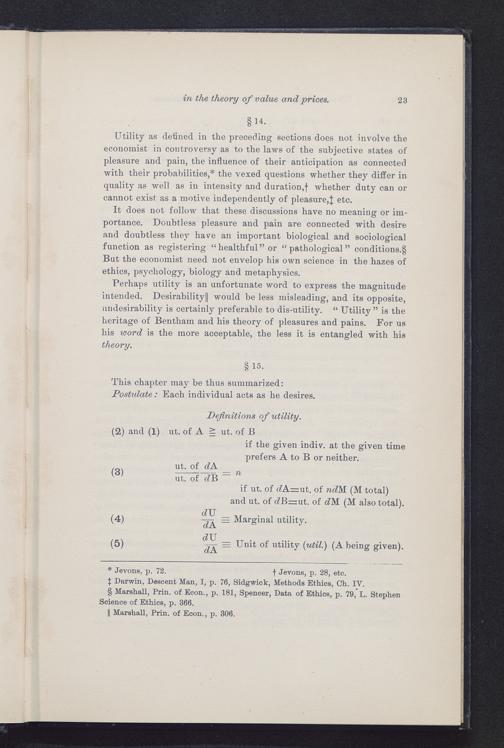 in the theory of value and prices. 23
§ 14.
Utility as defined in the preceding sections does not involve the
economist in controversy as to the laws of the subjective states of
pleasure and pain, the influence of their anticipation as connected
with their probabilities,* the vexed questions whether they differ in
quality as well as in intensity and duration,† whether duty can or
cannot exist as a motive independently of pleasure,‡ etc.
It does not follow that these discussions have no meaning or im-
portance. Doubtless pleasure and pain are connected with desire
and doubtless they have an important biological and sociological
function as registering "healthful" or "pathological" conditions.§
But the economist need not envelop his own science in the hazes of
ethics, psychology, biology and metaphysics.
Perhaps utility is an unfortunate word to express the magnitude
intended. Desirability‖ would be less misleading, and its opposite,
undesirability is certainly preferable to dis-utility. "Utility" is the
heritage of Bentham and his theory of pleasures and pains. For us
his word is the more acceptable, the less it is entangled with his
theory.
§ 15.
This chapter may be thus summarized:
Postulate: Each individual acts as he desires.
Definitions of utility.
(2) and (1) ut. of A ≧ ut. of B
if the given indiv. at the given time
prefers A to B or neither.
(3) ut. of dA / ut. of dB = n
if ut. of dA=ut. of ndM (M total)
and ut. of dB=ut. of dM (M also total).
(4) dU / dA ≡ Marginal utility.
(5) dU / dA ≡ Unit of utility (util.) (A being given).
* Jevons, p. 72. † Jevons, p. 28, etc.
‡ Darwin, Descent Man, I, p. 76, Sidgwick, Methods Ethics, Ch. IV.
§ Marshall, Prin. of Econ., p. 181, Spencer, Data of Ethics, p. 79, L. Stephen
Science of Ethics, p. 366.
‖ Marshall, Prin. of Econ., p. 306.